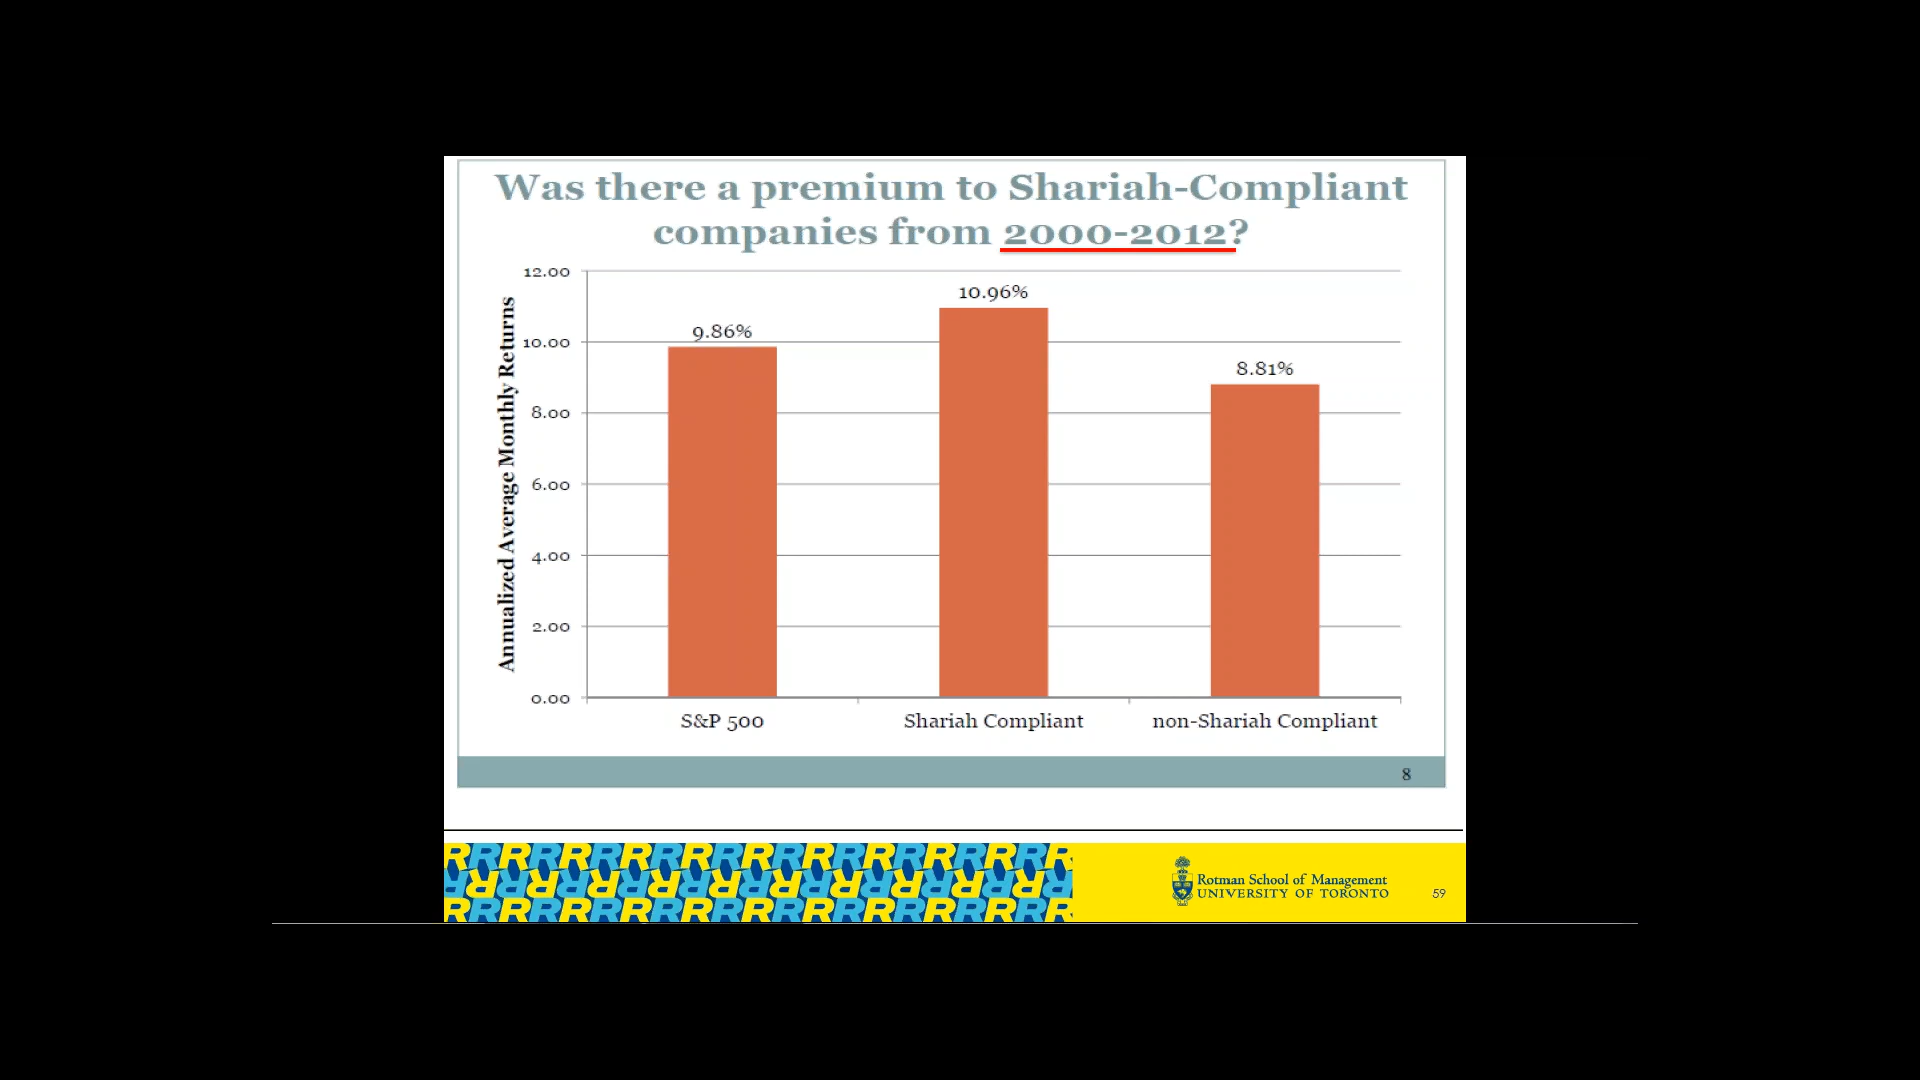 Was there a premium to Shariah-Compliant
companies from 2000-2012?
Annualized Average Monthly Returns
12.00
10.00
8.00
6.00
4.00
2.00
0.00
9.86%
10.96%
8.81%
S&P 500
Shariah Compliant
non-Shariah Compliant
8
Rotman School of Management
UNIVERSITY OF TORONTO
59